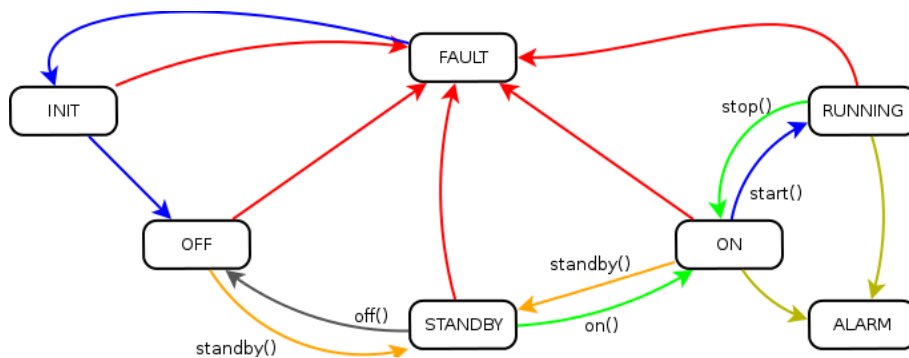 FAULT
INIT
RUNNING
stop()
start()
OFF
ON
standby()
off()
STANDBY
on()
ALARM
standby()